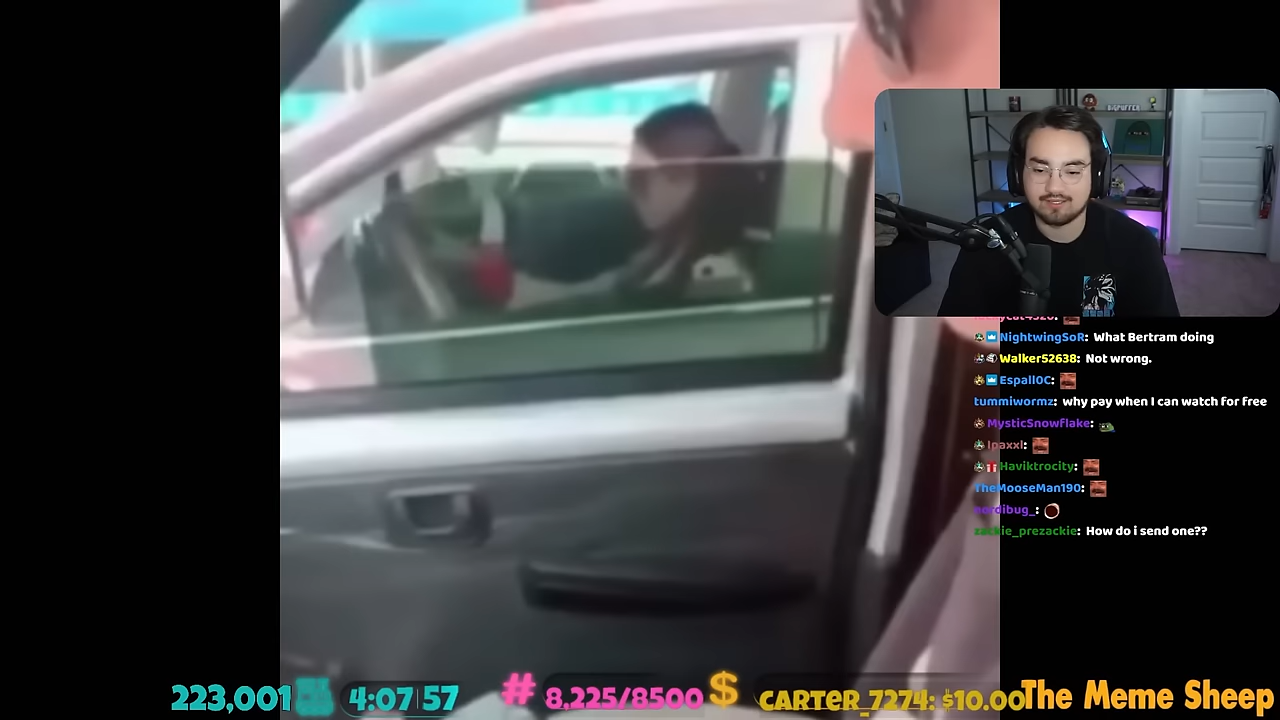 NightwingSoR: What Bertram doing
Walker52638: Not wrong.
Espall0C:
tummiwormz: why pay when I can watch for free
MysticSnowflake:
Ipaxxl:
Haviktrocity:
TheMooseMan190:
zackie_prezackie: How do i send one??
223,001
4:07:57
# 8,225/8500
$ CARTER_7274: $10.00
The Meme Sheep